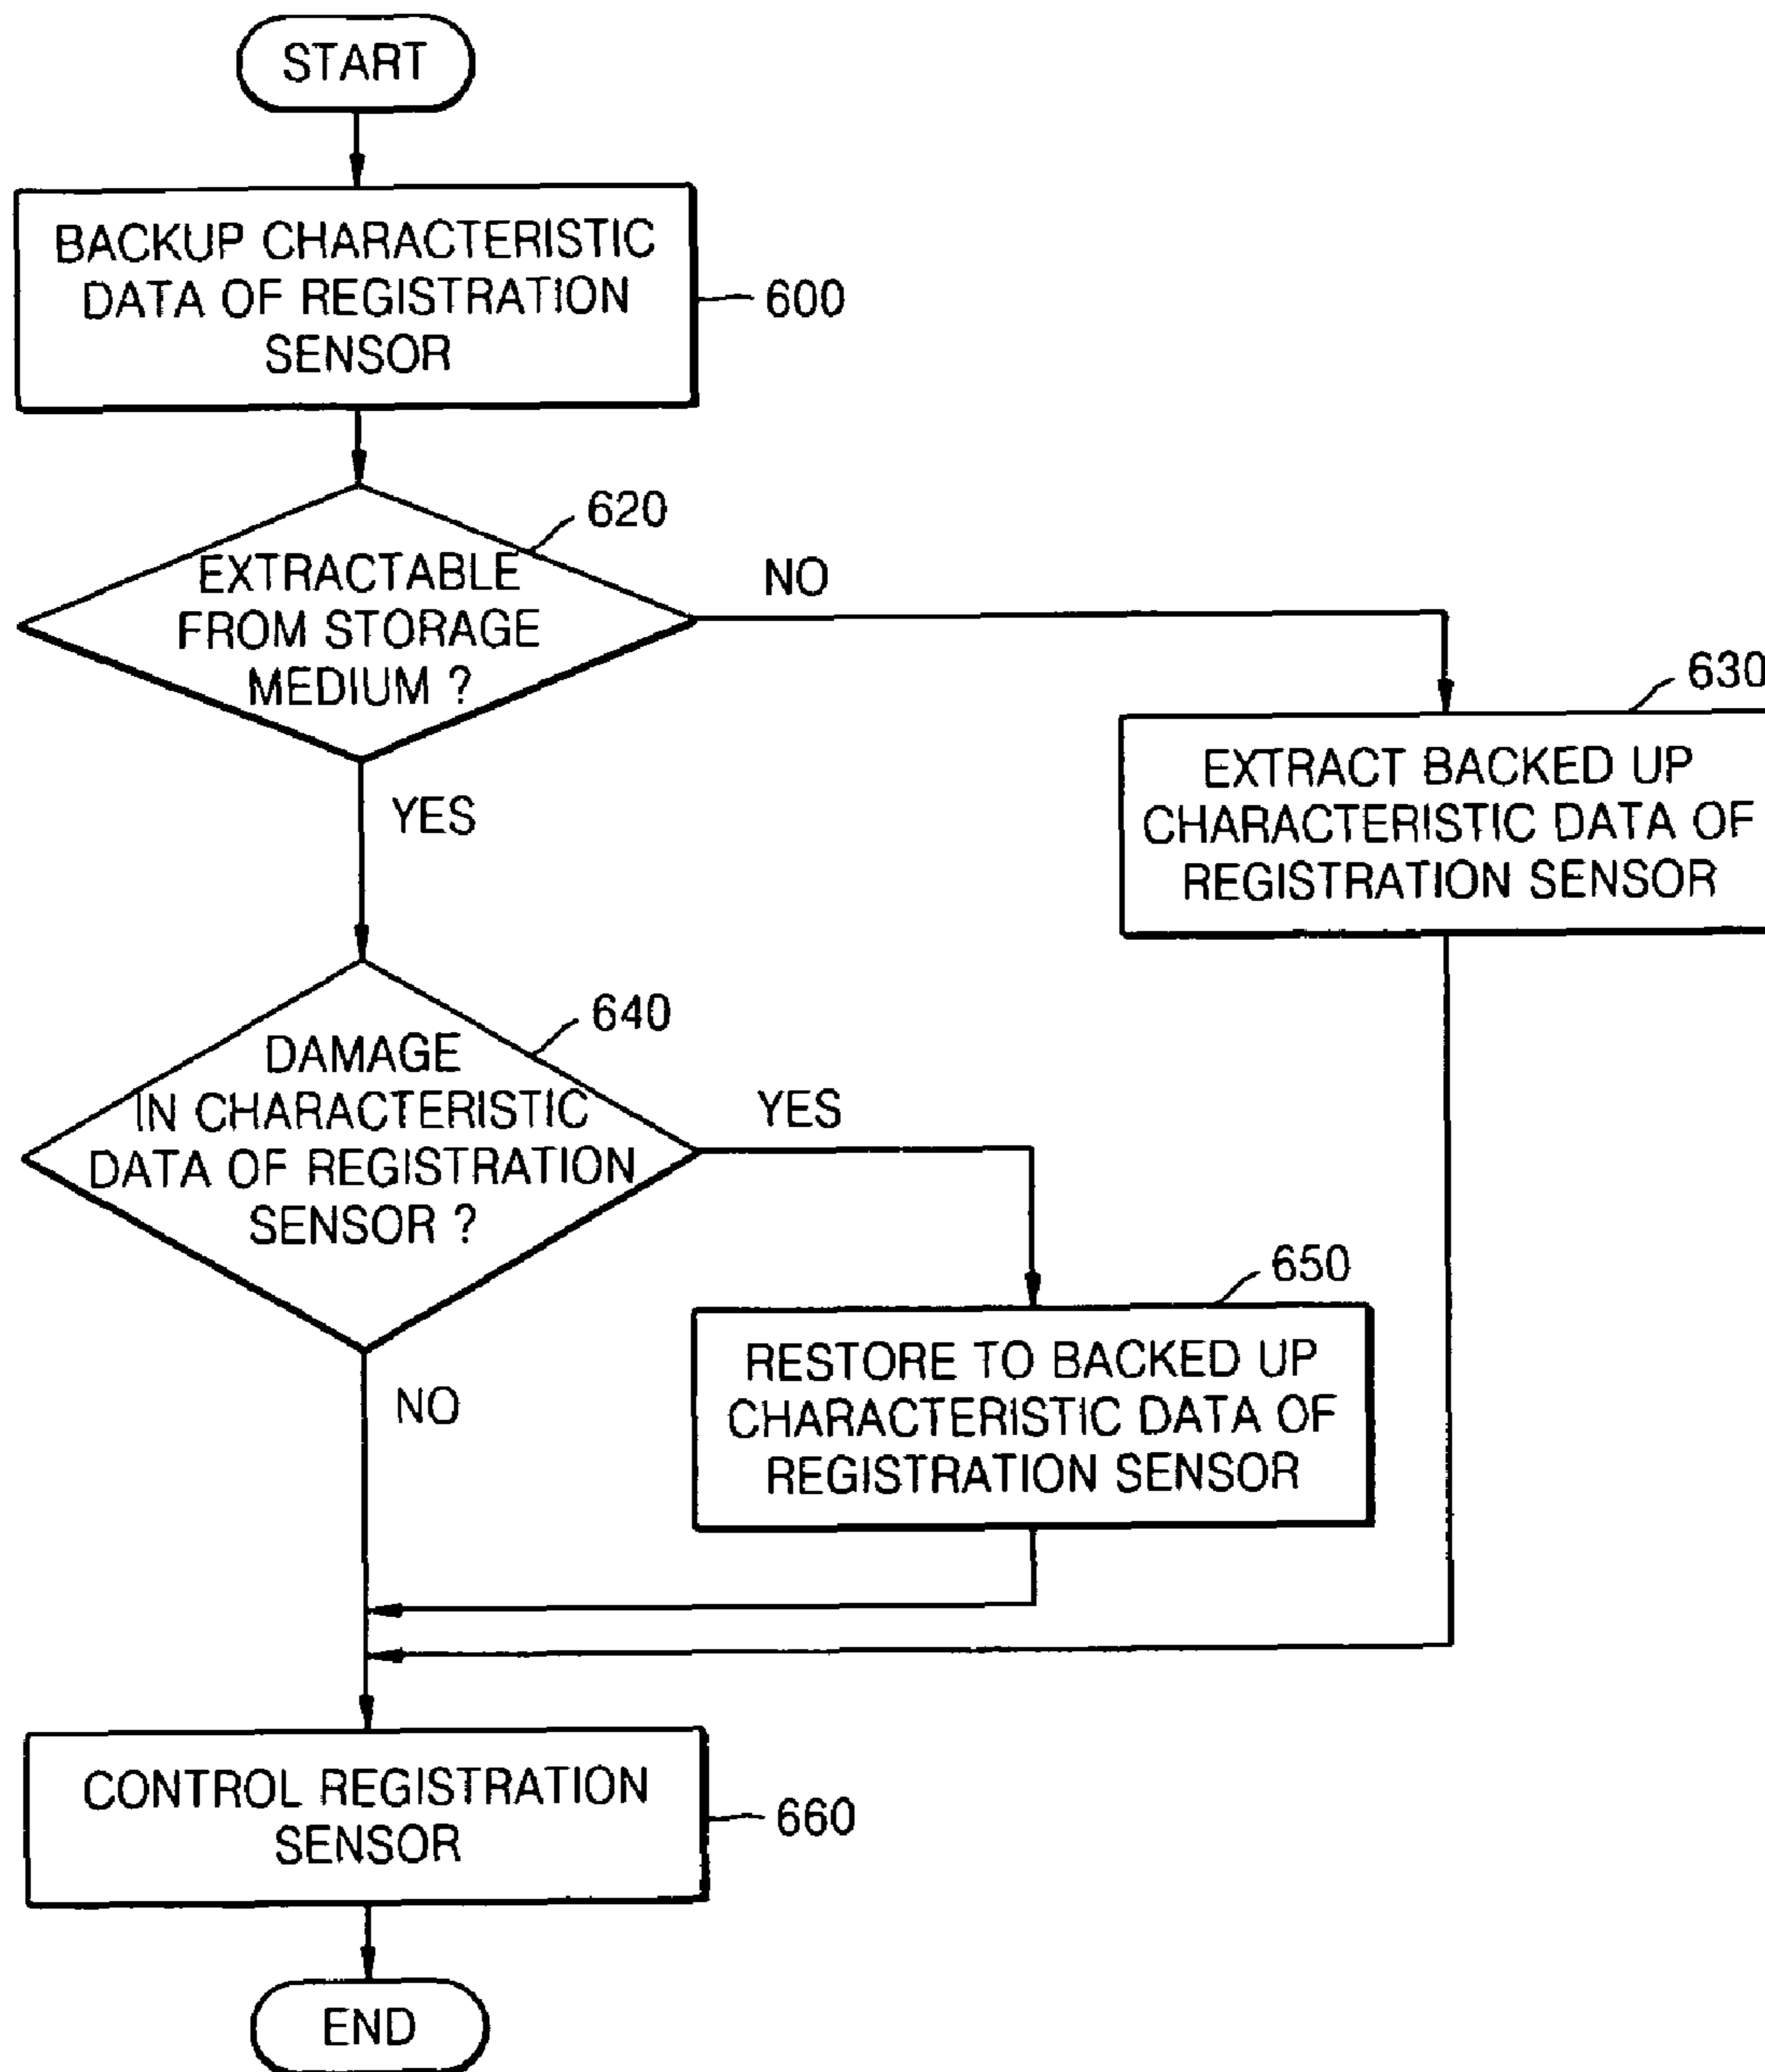 START
BACKUP CHARACTERISTIC
DATA OF REGISTRATION
SENSOR
600
620
EXTRACTABLE
FROM STORAGE
MEDIUM ?
NO
YES
630
EXTRACT BACKED UP
CHARACTERISTIC DATA OF
REGISTRATION SENSOR
640
DAMAGE
IN CHARACTERISTIC
DATA OF REGISTRATION
SENSOR ?
YES
NO
650
RESTORE TO BACKED UP
CHARACTERISTIC DATA OF
REGISTRATION SENSOR
CONTROL REGISTRATION
SENSOR
660
END